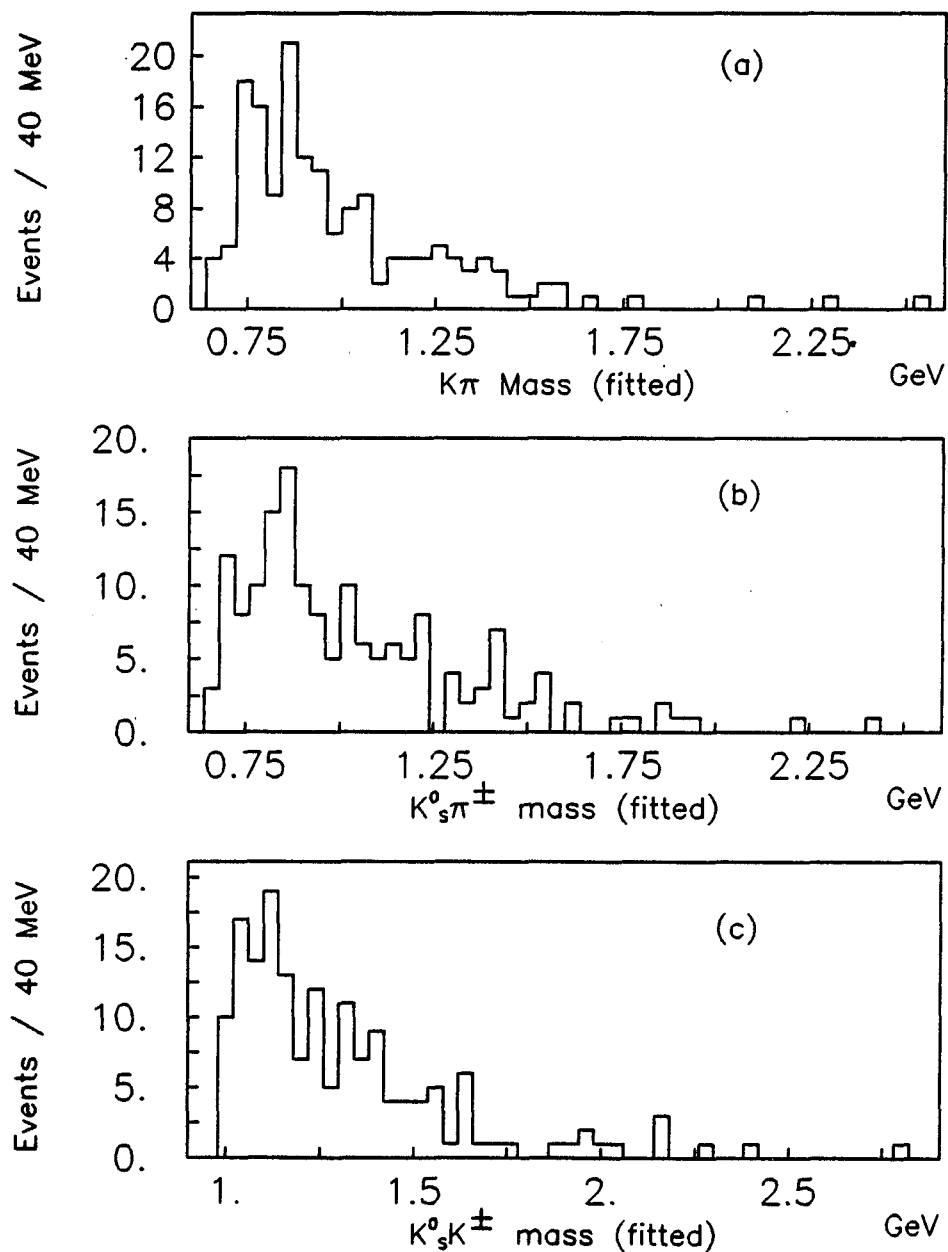 Events / 40 MeV
20
16
12
8
4
0
(a)
0.75 1.25 1.75 2.25
GeV
Kπ Mass (fitted)
Events / 40 MeV
20.
15.
10.
5.
0.
(b)
0.75 1.25 1.75 2.25
GeV
K⁰ₛπ± mass (fitted)
Events / 40 MeV
20.
15.
10.
5.
0.
(c)
1. 1.5 2. 2.5
GeV
K⁰ₛK± mass (fitted)